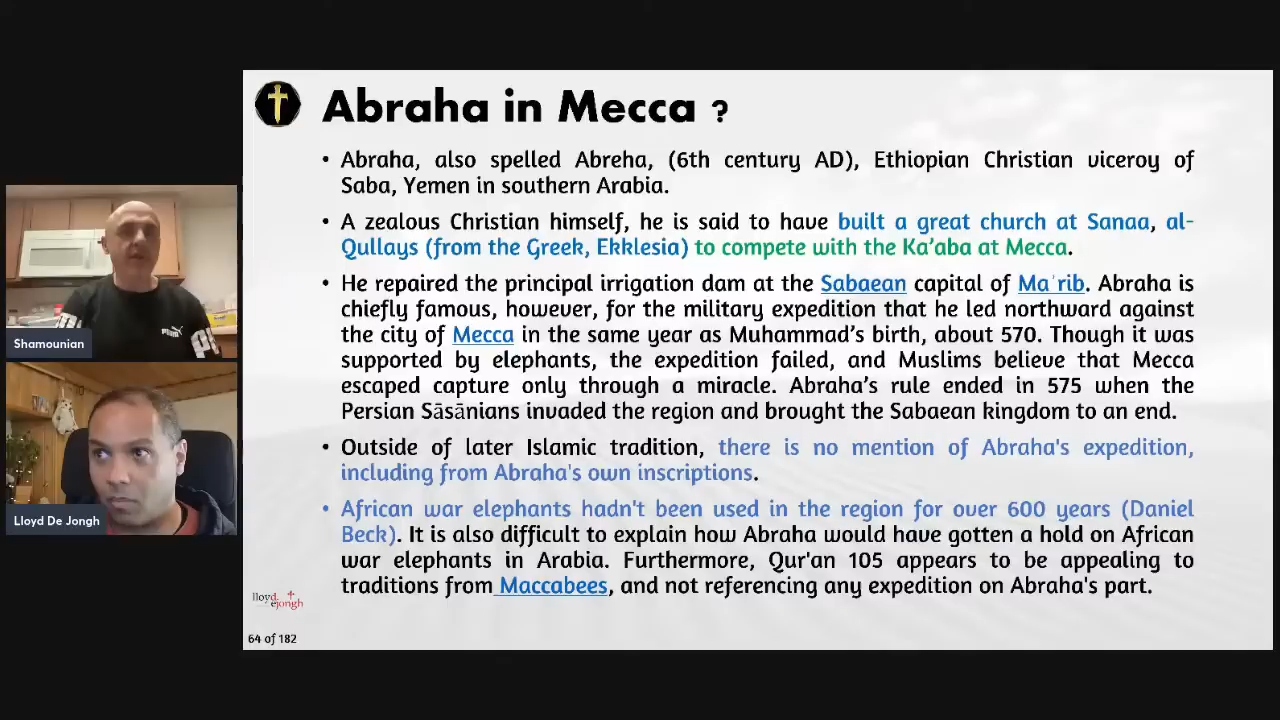 Abraha in Mecca ?
• Abraha, also spelled Abreha, (6th century AD), Ethiopian Christian viceroy of
Saba, Yemen in southern Arabia.
• A zealous Christian himself, he is said to have built a great church at Sanaa, al-
Qullays (from the Greek, Ekklesia) to compete with the Ka’aba at Mecca.
• He repaired the principal irrigation dam at the Sabaean capital of Maʾrib. Abraha is
chiefly famous, however, for the military expedition that he led northward against
the city of Mecca in the same year as Muhammad’s birth, about 570. Though it was
supported by elephants, the expedition failed, and Muslims believe that Mecca
escaped capture only through a miracle. Abraha’s rule ended in 575 when the
Persian Sāsānians invaded the region and brought the Sabaean kingdom to an end.
• Outside of later Islamic tradition, there is no mention of Abraha's expedition,
including from Abraha's own inscriptions.
• African war elephants hadn't been used in the region for over 600 years (Daniel
Beck). It is also difficult to explain how Abraha would have gotten a hold on African
war elephants in Arabia. Furthermore, Qur'an 105 appears to be appealing to
traditions from Maccabees, and not referencing any expedition on Abraha's part.
lloyd
ejongh
64 of 182
Shamounian
PUMA
Lloyd De Jongh